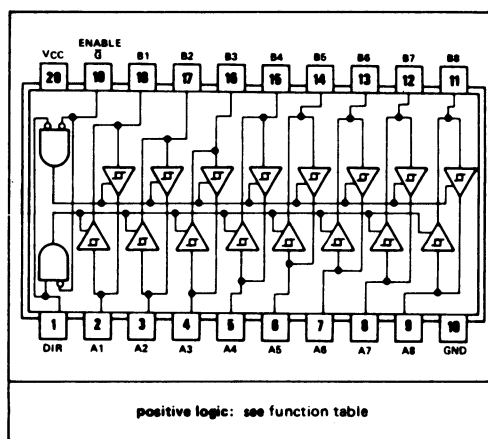 ENABLE
VCC G B1 B2 B3 B4 B5 B6 B7 B8
20 19 18 17 16 15 14 13 12 11
1 2 3 4 5 6 7 8 9 10
DIR A1 A2 A3 A4 A5 A6 A7 A8 GND
positive logic: see function table